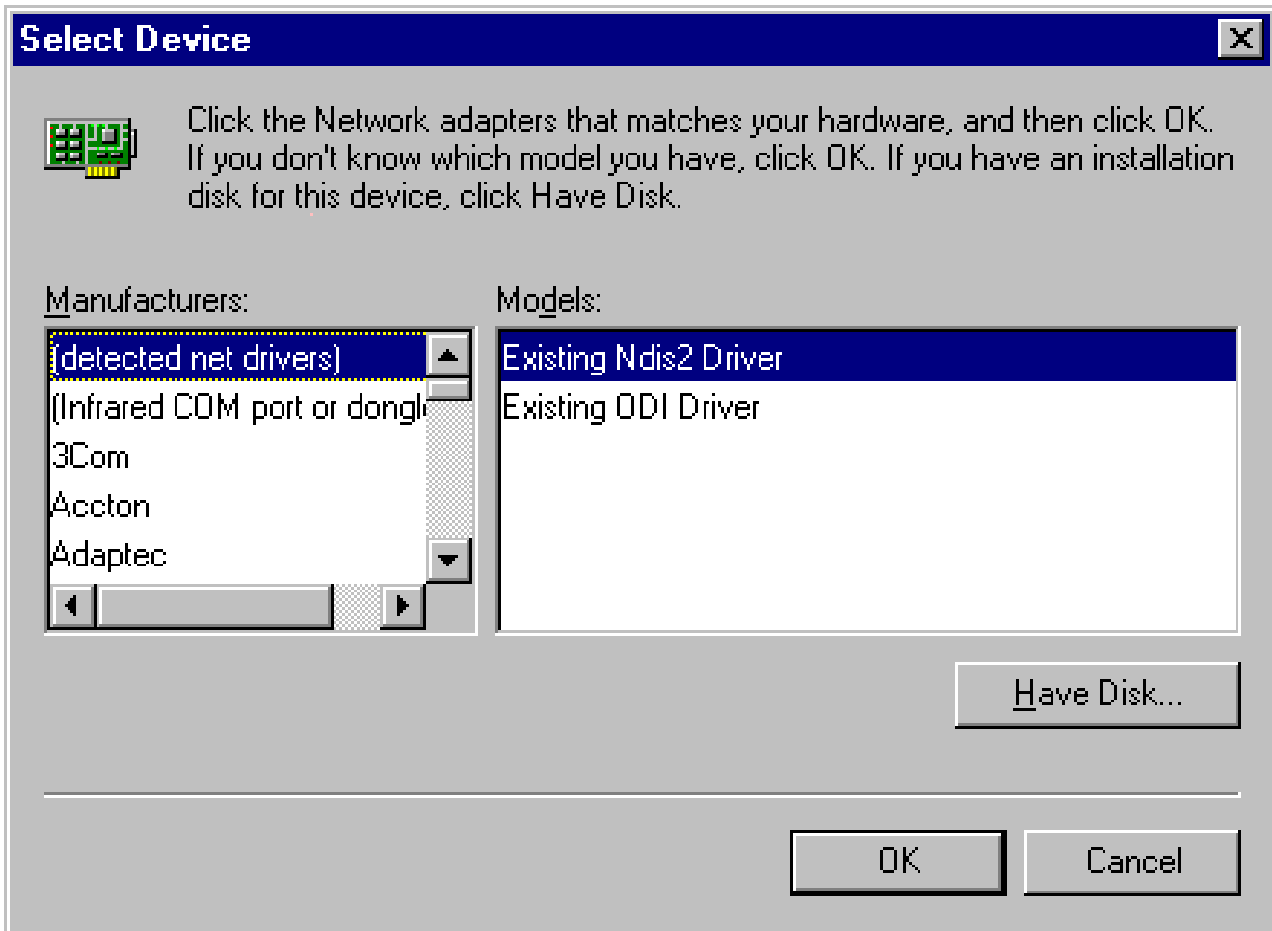 Select Device
Click the Network adapters that matches your hardware, and then click OK.
If you don't know which model you have, click OK. If you have an installation
disk for this device, click Have Disk.
Manufacturers:
(detected net drivers)
(Infrared COM port or dongl
3Com
Accton
Adaptec
Models:
Existing Ndis2 Driver
Existing ODI Driver
Have Disk...
OK
Cancel